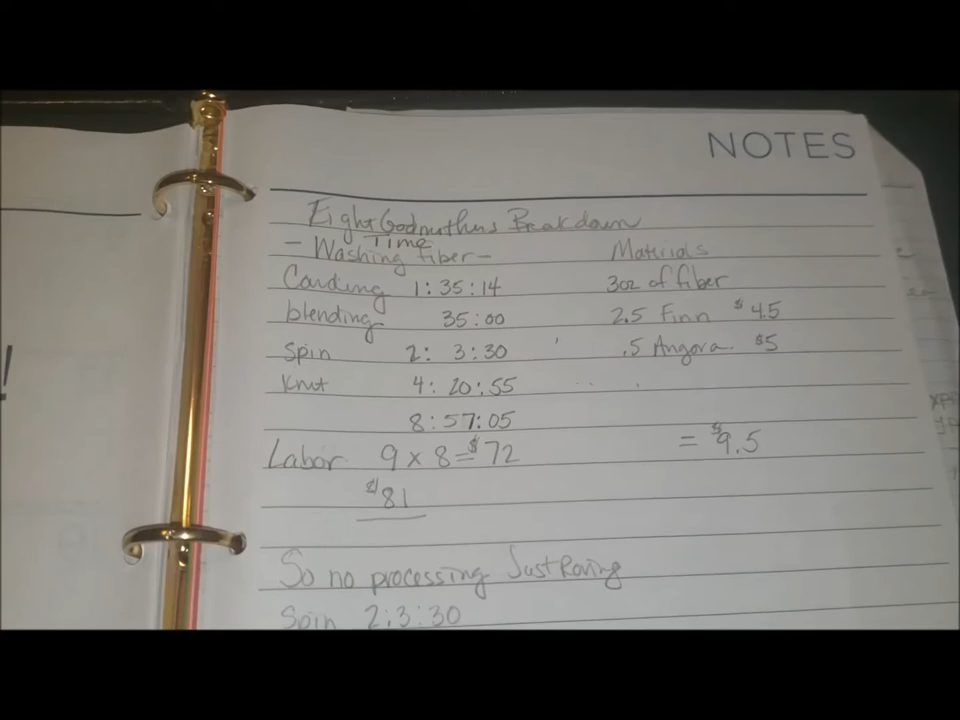 NOTES
Eight Godmuthers Breakdown
Time
- Washing fiber -
Materials
Carding 1:35:14
3oz of fiber
blending 35:00
2.5 Finn $4.5
Spin 2: 3:30
.5 Angora. $5
Knut 4: 20:55
8:57:05
Labor. 9 x 8 = $72
= $9.5
$81
So no processing Just Roving
Spin 2:3:30